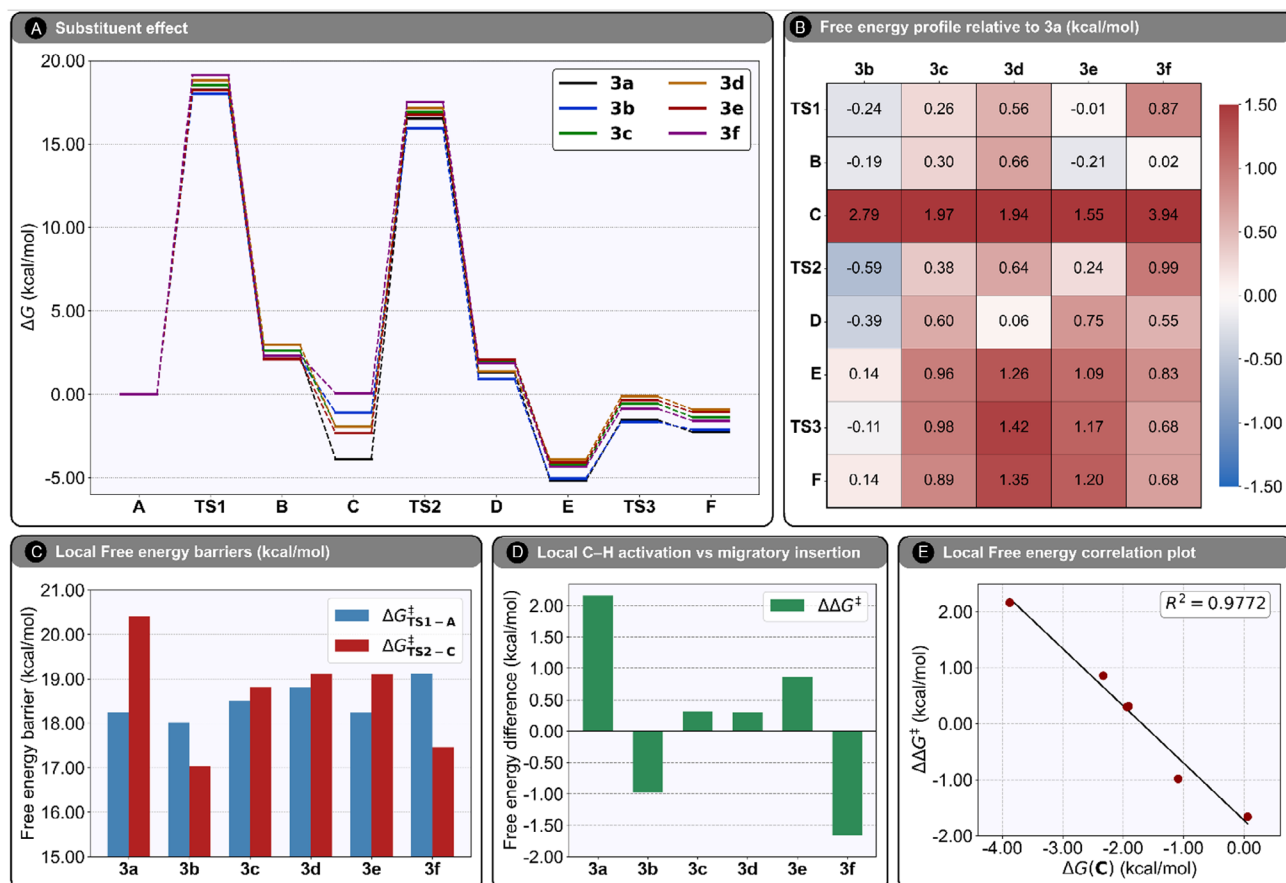 A Substituent effect
20.00
15.00
10.00
5.00
0.00
-5.00
ΔG (kcal/mol)
3a 3d
3b 3e
3c 3f
A TS1 B C TS2 D E TS3 F
B Free energy profile relative to 3a (kcal/mol)
3b 3c 3d 3e 3f
TS1 -0.24 0.26 0.56 -0.01 0.87
B -0.19 0.30 0.66 -0.21 0.02
C 2.79 1.97 1.94 1.55 3.94
TS2 -0.59 0.38 0.64 0.24 0.99
D -0.39 0.60 0.06 0.75 0.55
E 0.14 0.96 1.26 1.09 0.83
TS3 -0.11 0.98 1.42 1.17 0.68
F 0.14 0.89 1.35 1.20 0.68
1.50
1.00
0.50
0.00
-0.50
-1.00
-1.50
C Local Free energy barriers (kcal/mol)
21.00
20.00
19.00
18.00
17.00
16.00
15.00
Free energy barrier (kcal/mol)
ΔG‡TS1−A
ΔG‡TS2−C
3a 3b 3c 3d 3e 3f
D Local C–H activation vs migratory insertion
2.00
1.50
1.00
0.50
0.00
-0.50
-1.00
-1.50
-2.00
Free energy difference (kcal/mol)
ΔΔG‡
3a 3b 3c 3d 3e 3f
E Local Free energy correlation plot
2.00
1.00
0.00
-1.00
-2.00
ΔΔG‡ (kcal/mol)
R² = 0.9772
-4.00 -3.00 -2.00 -1.00 0.00
ΔG(C) (kcal/mol)